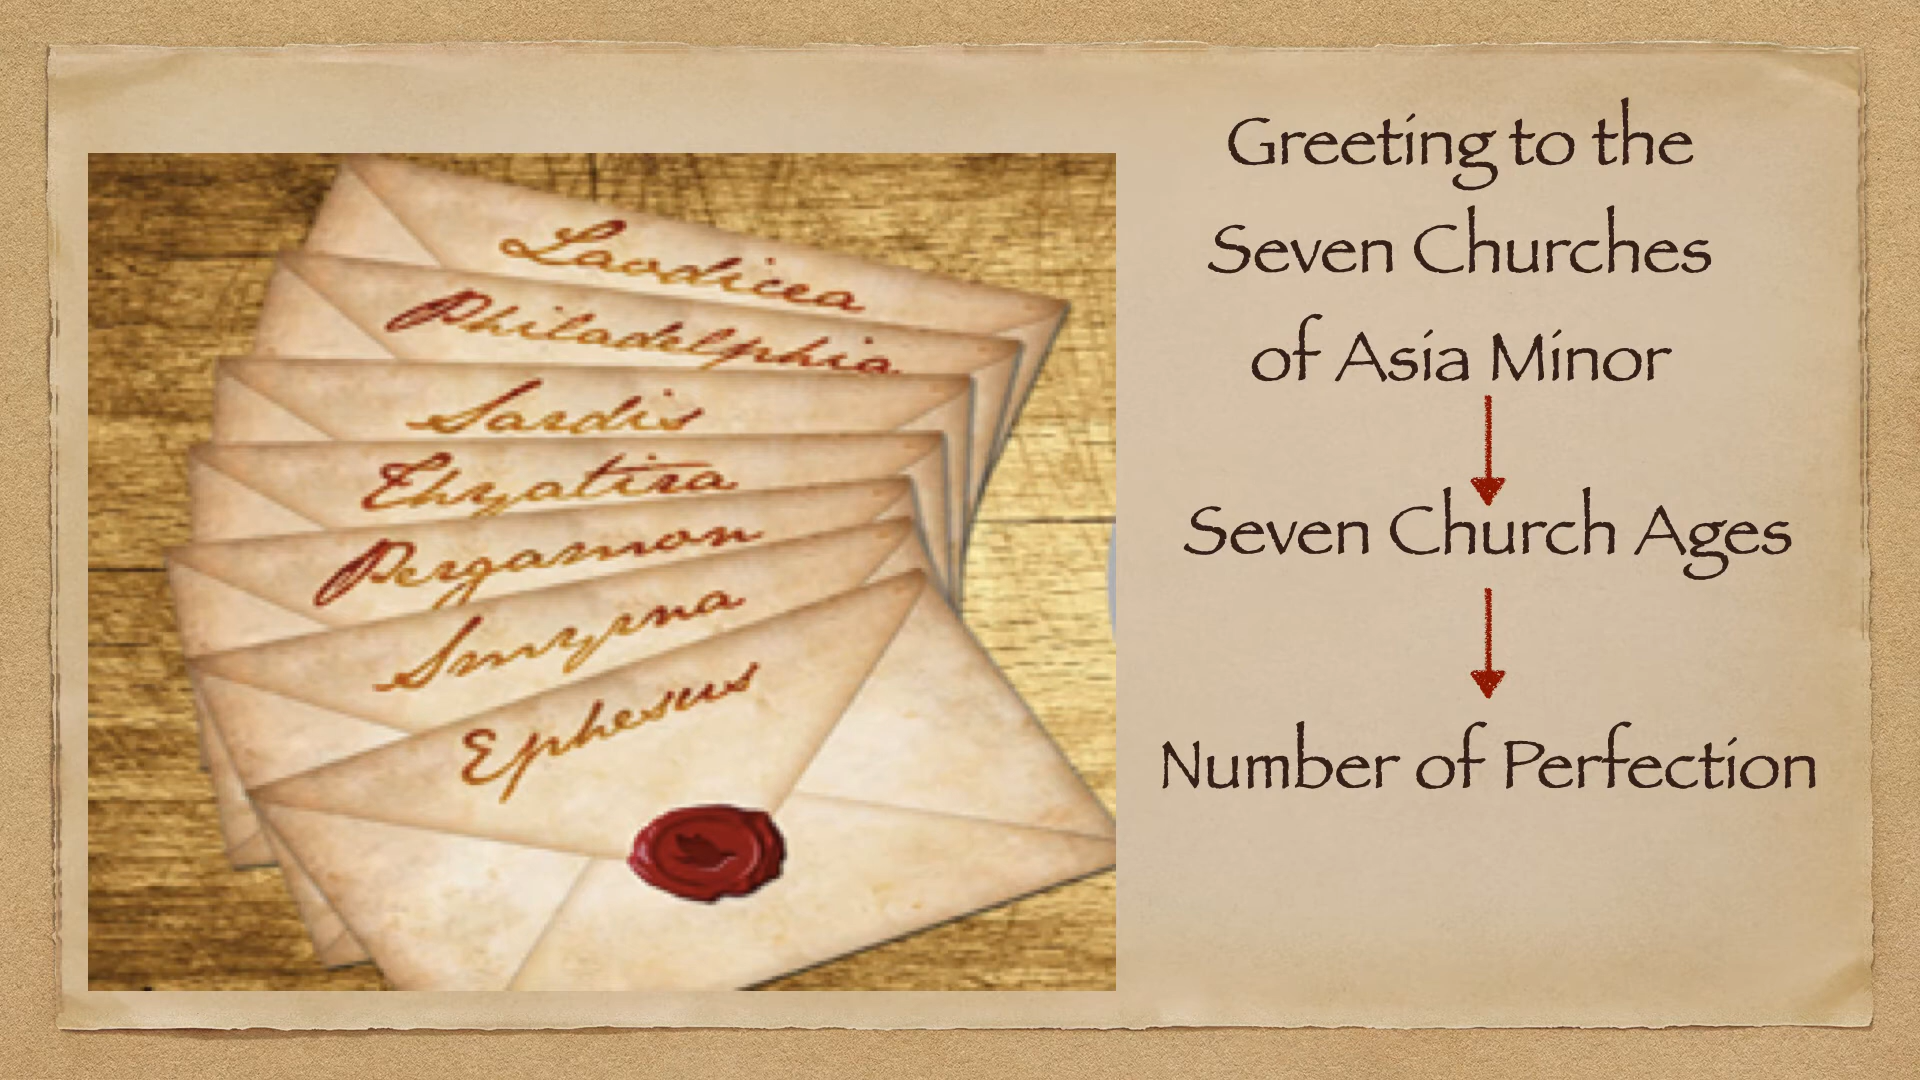 Laodicea
Philadelphia
Sardis
Thyatira
Pergamon
Smyrna
Ephesus
Greeting to the
Seven Churches
of Asia Minor
Seven Church Ages
Number of Perfection